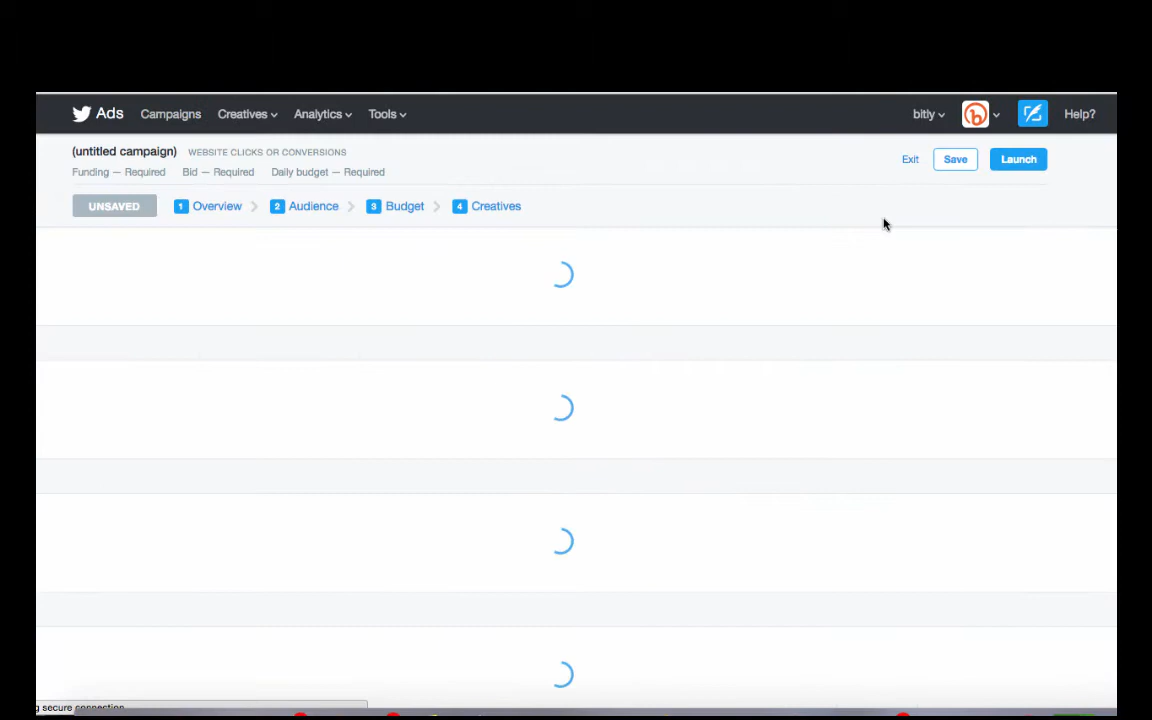 Ads Campaigns Creatives Analytics Tools bitly Help?
(untitled campaign) WEBSITE CLICKS OR CONVERSIONS
Exit Save Launch
Funding — Required Bid — Required Daily budget — Required
UNSAVED 1 Overview 2 Audience 3 Budget 4 Creatives
g secure connection